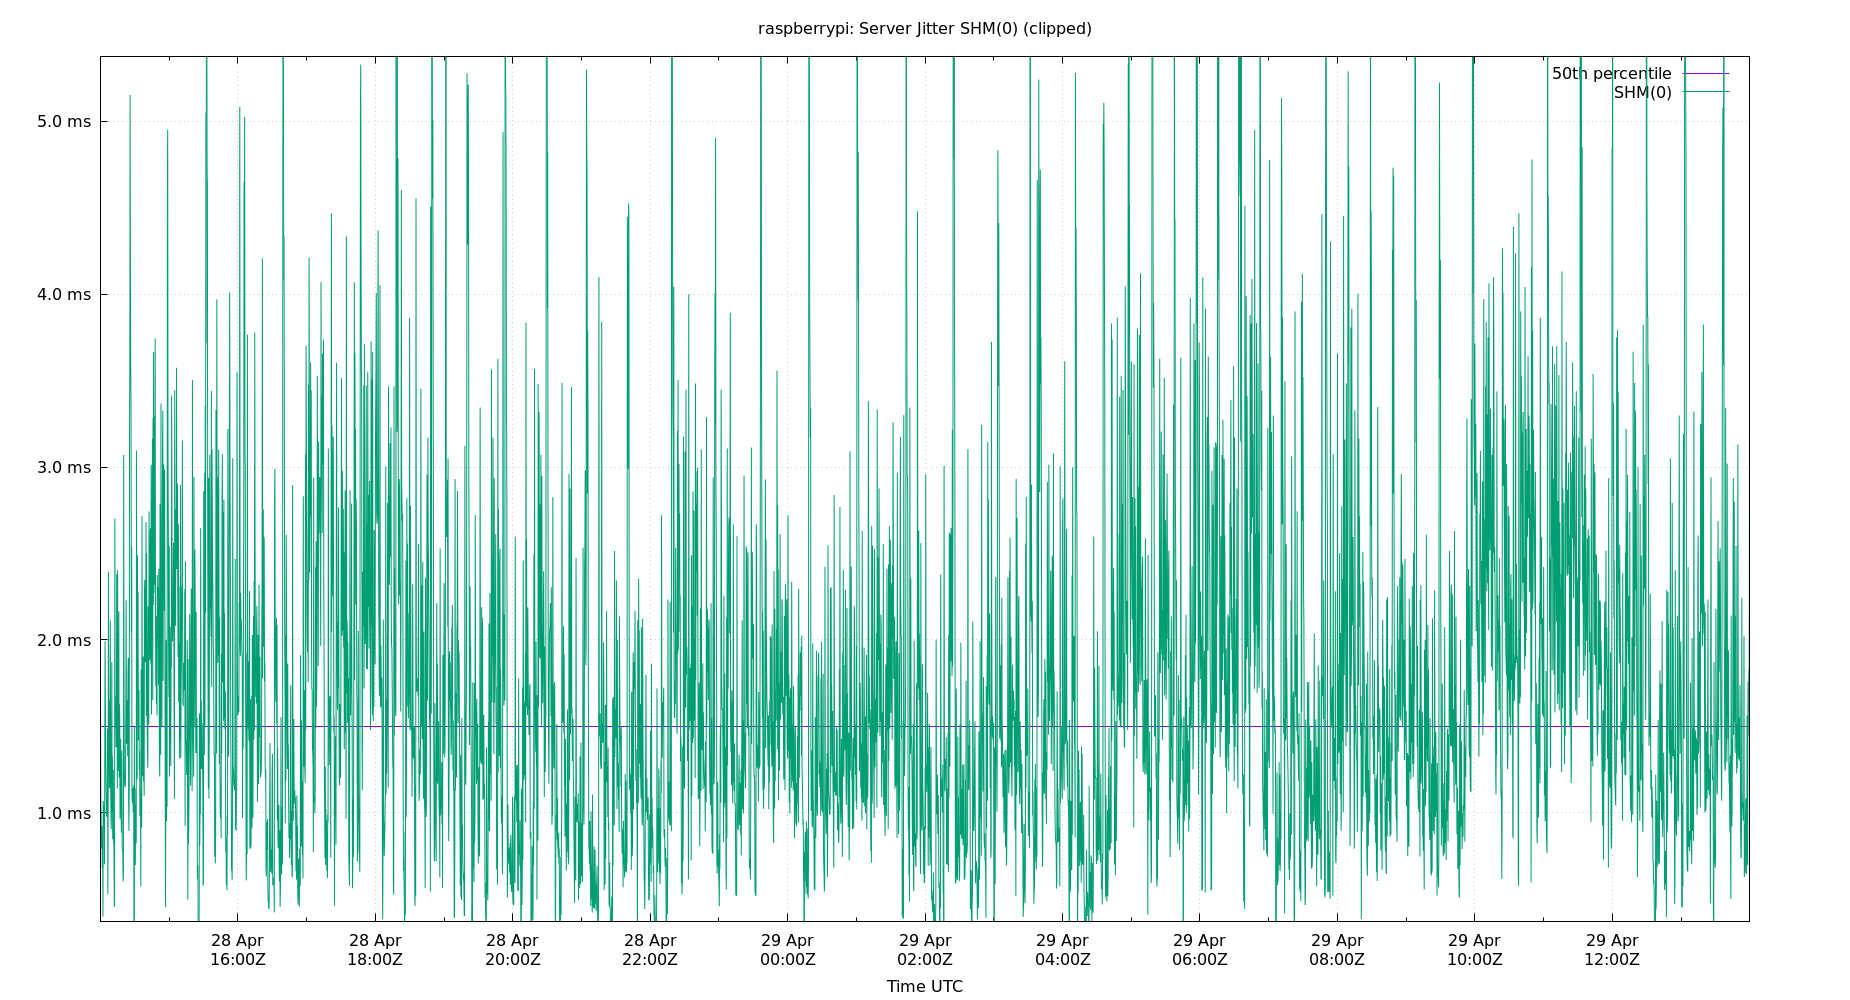 raspberrypi: Server Jitter SHM(0) (clipped)
50th percentile
SHM(0)
5.0 ms
4.0 ms
3.0 ms
2.0 ms
1.0 ms
28 Apr 28 Apr 28 Apr 28 Apr 29 Apr 29 Apr 29 Apr 29 Apr 29 Apr 29 Apr 29 Apr
16:00Z 18:00Z 20:00Z 22:00Z 00:00Z 02:00Z 04:00Z 06:00Z 08:00Z 10:00Z 12:00Z
Time UTC